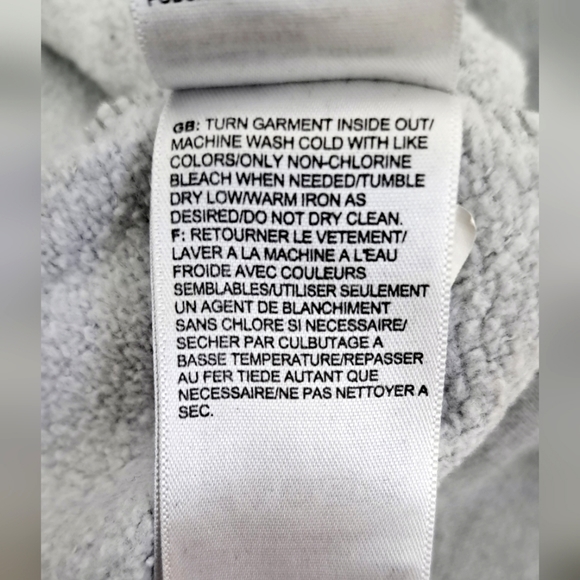 GB: TURN GARMENT INSIDE OUT/
MACHINE WASH COLD WITH LIKE
COLORS/ONLY NON-CHLORINE
BLEACH WHEN NEEDED/TUMBLE
DRY LOW/WARM IRON AS
DESIRED/DO NOT DRY CLEAN.
F: RETOURNER LE VETEMENT/
LAVER A LA MACHINE A L'EAU
FROIDE AVEC COULEURS
SEMBLABLES/UTILISER SEULEMENT
UN AGENT DE BLANCHIMENT
SANS CHLORE SI NECESSAIRE/
SECHER PAR CULBUTAGE A
BASSE TEMPERATURE/REPASSER
AU FER TIEDE AUTANT QUE
NECESSAIRE/NE PAS NETTOYER A
SEC.